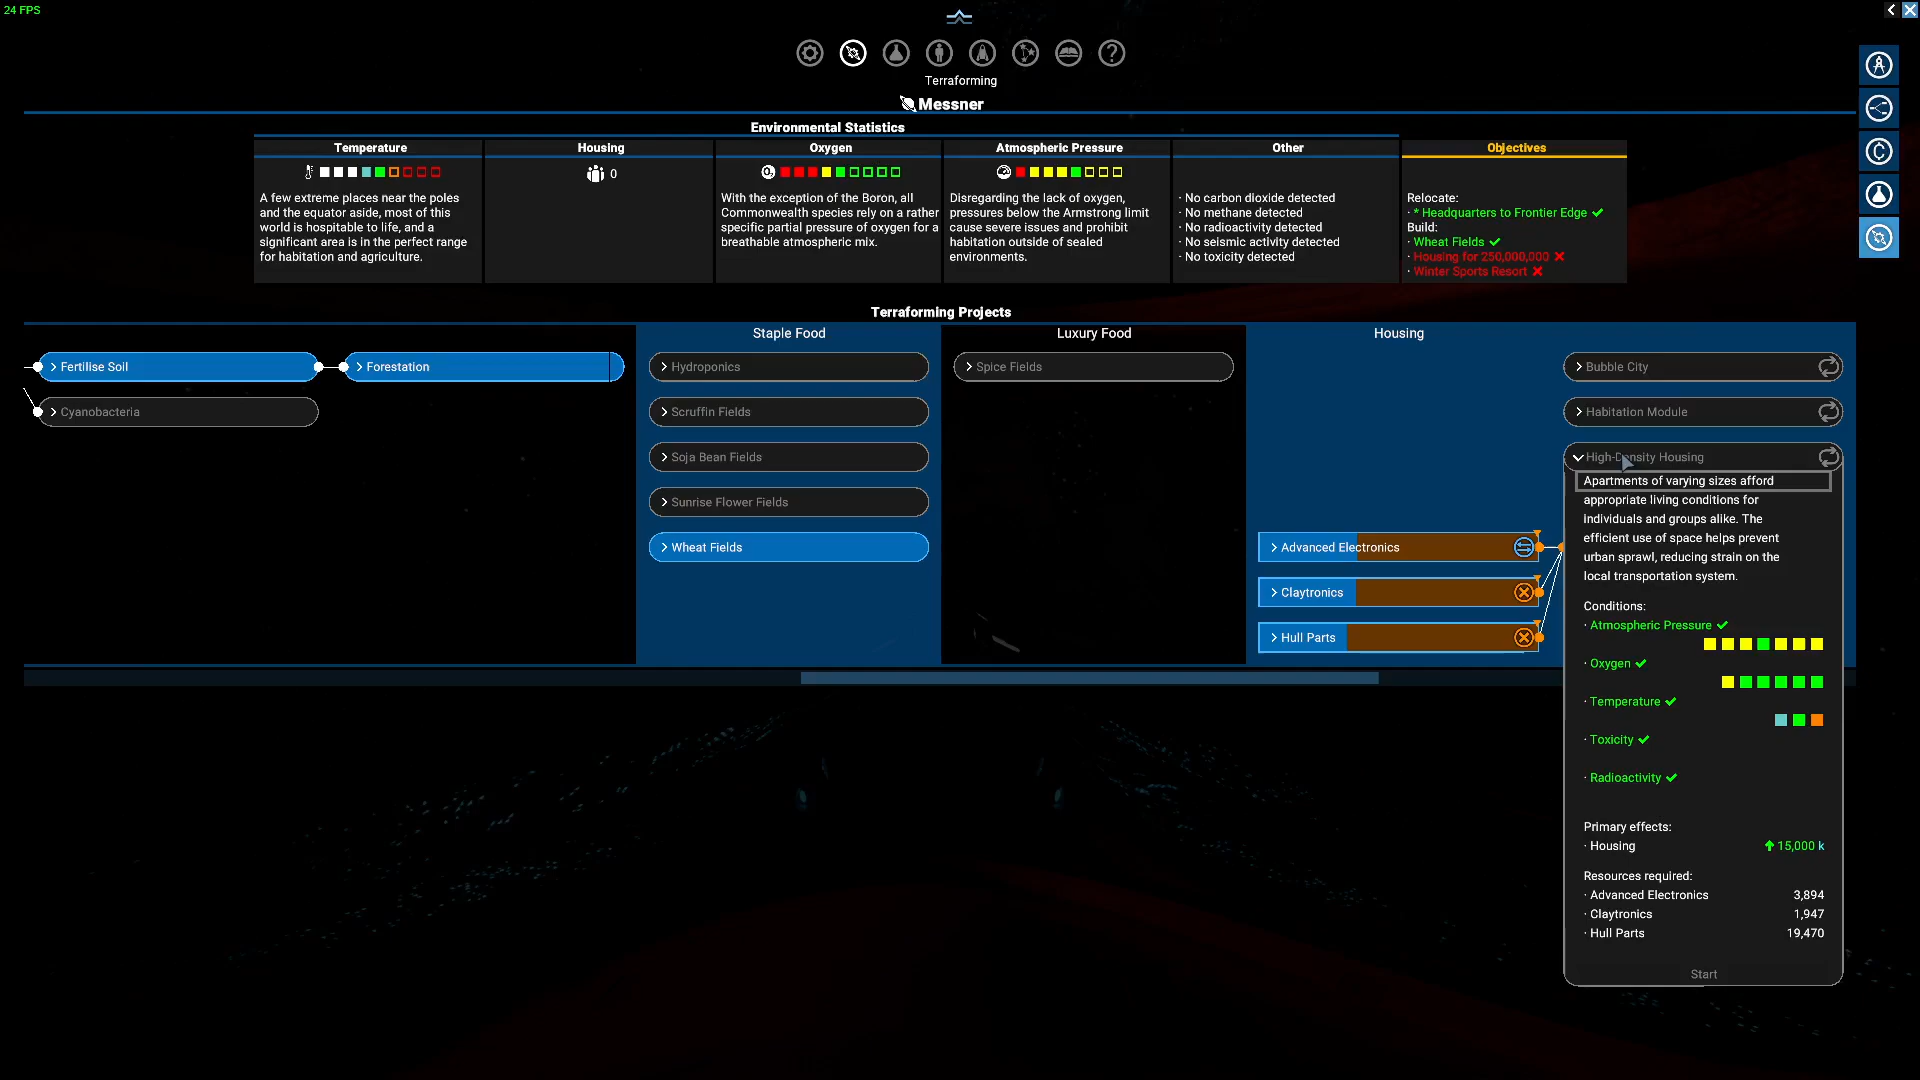 24 FPS
Terraforming
Messner
Environmental Statistics
Temperature
A few extreme places near the poles
and the equator aside, most of this
world is hospitable to life, and a
significant area is in the perfect range
for habitation and agriculture.
Housing
0
Oxygen
With the exception of the Boron, all
Commonwealth species rely on a rather
specific partial pressure of oxygen for a
breathable atmospheric mix.
Atmospheric Pressure
Disregarding the lack of oxygen,
pressures below the Armstrong limit
cause severe issues and prohibit
habitation outside of sealed
environments.
Other
· No carbon dioxide detected
· No methane detected
· No radioactivity detected
· No seismic activity detected
· No toxicity detected
Objectives
Relocate:
· * Headquarters to Frontier Edge ✔
Build:
· Wheat Fields ✔
· Housing for 250,000,000 ✖
· Winter Sports Resort ✖
Terraforming Projects
Fertilise Soil
Forestation
Cyanobacteria
Staple Food
Hydroponics
Scruffin Fields
Soja Bean Fields
Sunrise Flower Fields
Wheat Fields
Luxury Food
Spice Fields
Housing
Advanced Electronics
Claytronics
Hull Parts
Bubble City
Habitation Module
High-Density Housing
Apartments of varying sizes afford
appropriate living conditions for
individuals and groups alike. The
efficient use of space helps prevent
urban sprawl, reducing strain on the
local transportation system.
Conditions:
· Atmospheric Pressure ✔
· Oxygen ✔
· Temperature ✔
· Toxicity ✔
· Radioactivity ✔
Primary effects:
· Housing 15,000 k
Resources required:
· Advanced Electronics 3,894
· Claytronics 1,947
· Hull Parts 19,470
Start